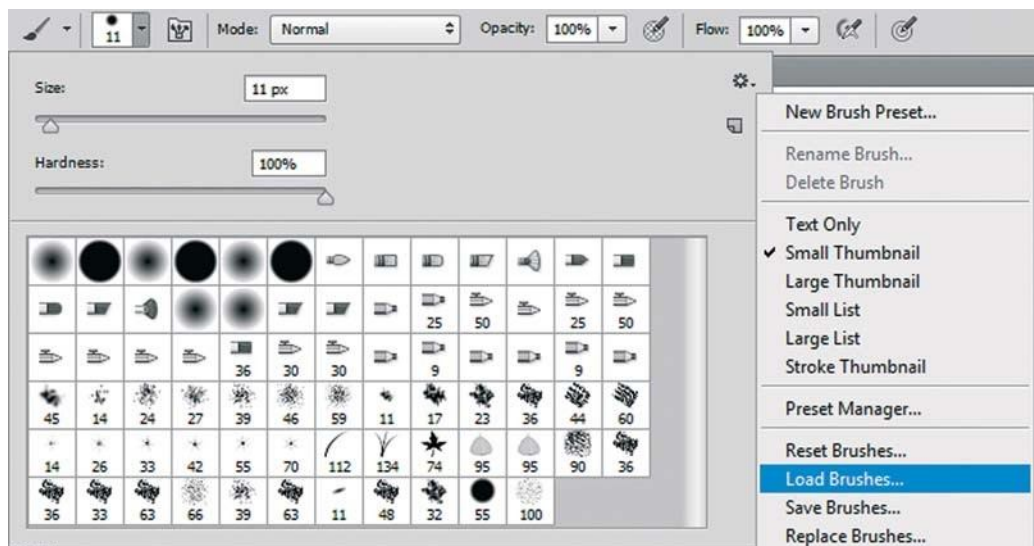 11 Mode: Normal Opacity: 100% Flow: 100%
Size: 11 px
Hardness: 100%
25 50 25 50
36 30 30 9 9
45 14 24 27 39 46 59 11 17 23 36 44 60
14 26 33 42 55 70 112 134 74 95 95 90 36
36 33 63 66 39 63 11 48 32 55 100
New Brush Preset...
Rename Brush...
Delete Brush
Text Only
Small Thumbnail
Large Thumbnail
Small List
Large List
Stroke Thumbnail
Preset Manager...
Reset Brushes...
Load Brushes...
Save Brushes...
Replace Brushes...